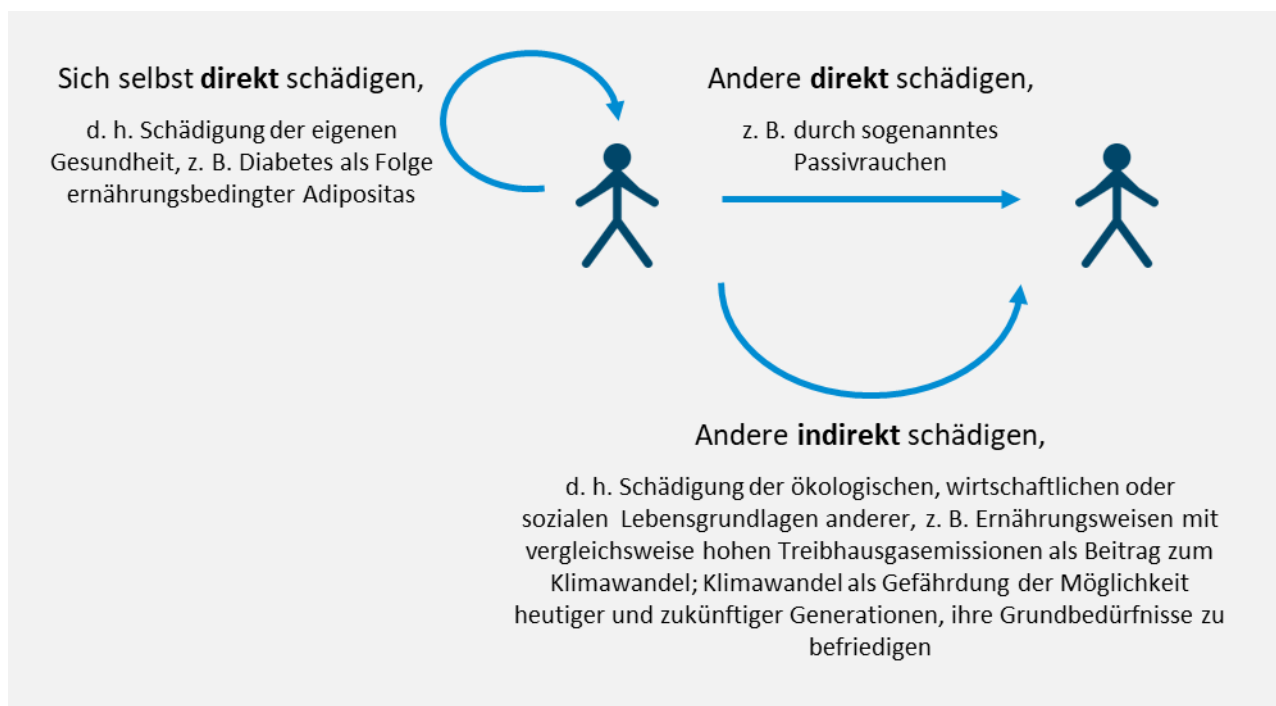 Sich selbst direkt schädigen,
d. h. Schädigung der eigenen
Gesundheit, z. B. Diabetes als Folge
ernährungsbedingter Adipositas
Andere direkt schädigen,
z. B. durch sogenanntes
Passivrauchen
Andere indirekt schädigen,
d. h. Schädigung der ökologischen, wirtschaftlichen oder
sozialen Lebensgrundlagen anderer, z. B. Ernährungsweisen mit
vergleichsweise hohen Treibhausgasemissionen als Beitrag zum
Klimawandel; Klimawandel als Gefährdung der Möglichkeit
heutiger und zukünftiger Generationen, ihre Grundbedürfnisse zu
befriedigen